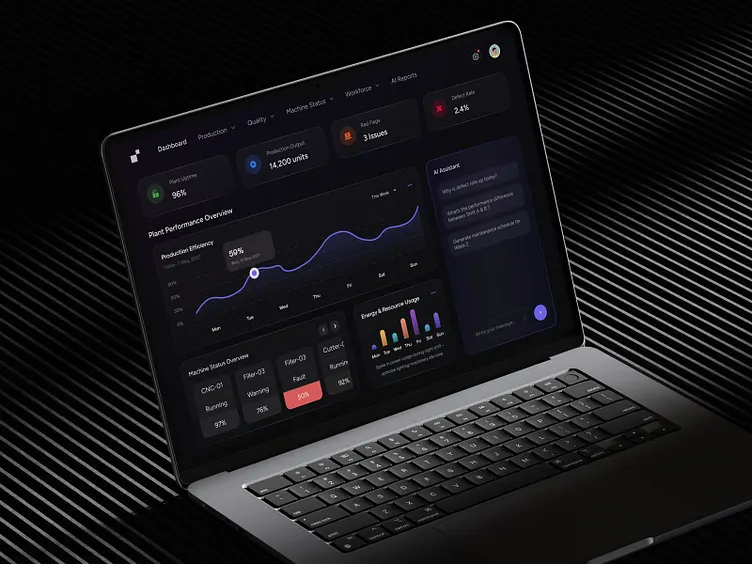 Dashboard
Production
Quality
Machine Status
Workforce
AI Reports
Plant Uptime
96%
Production Output
14,200 units
Red Flags
3 Issues
Defect Rate
2.4%
Plant Performance Overview
Production Efficiency
This Week
59%
Mon
Tue
Wed
Thu
Fri
Sat
Sun
AI Assistant
Why is defect rate up today?
What's the performance difference
between Shift A & B?
Generate maintenance schedule for
Week 2
Write your message...
Machine Status Overview
CNC-01
Running
97%
Filler-03
Warning
76%
Filler-03
Fault
50%
Cutter-
Runnin
92%
Energy & Resource Usage
Mon
Tue
Wed
Thu
Fri
Sat
Sun